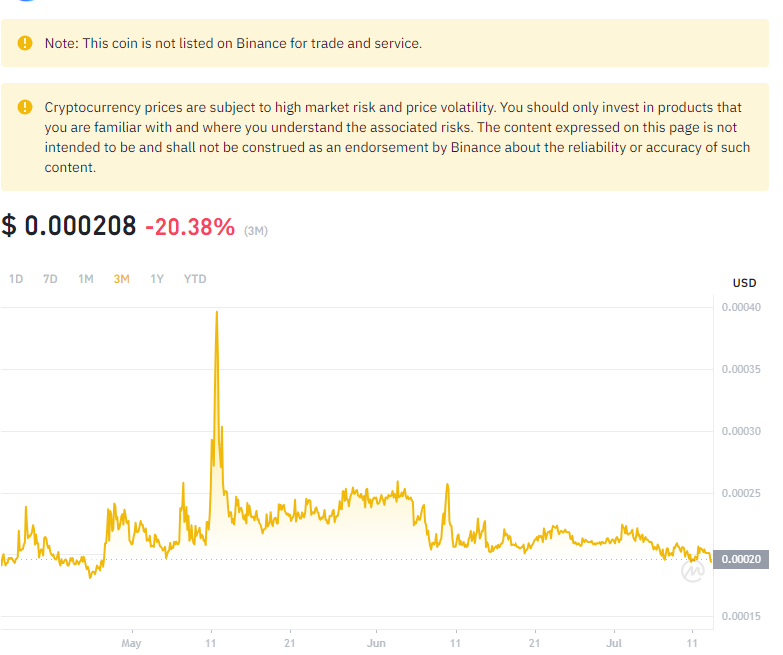 Note: This coin is not listed on Binance for trade and service.
Cryptocurrency prices are subject to high market risk and price volatility. You should only invest in products that
you are familiar with and where you understand the associated risks. The content expressed on this page is not
intended to be and shall not be construed as an endorsement by Binance about the reliability or accuracy of such
content.
$ 0.000208 -20.38% (3M)
1D 7D 1M 3M 1Y YTD
USD
0.00040
0.00035
0.00030
0.00025
0.00020
0.00015
May 11 21 Jun 11 21 Jul 11